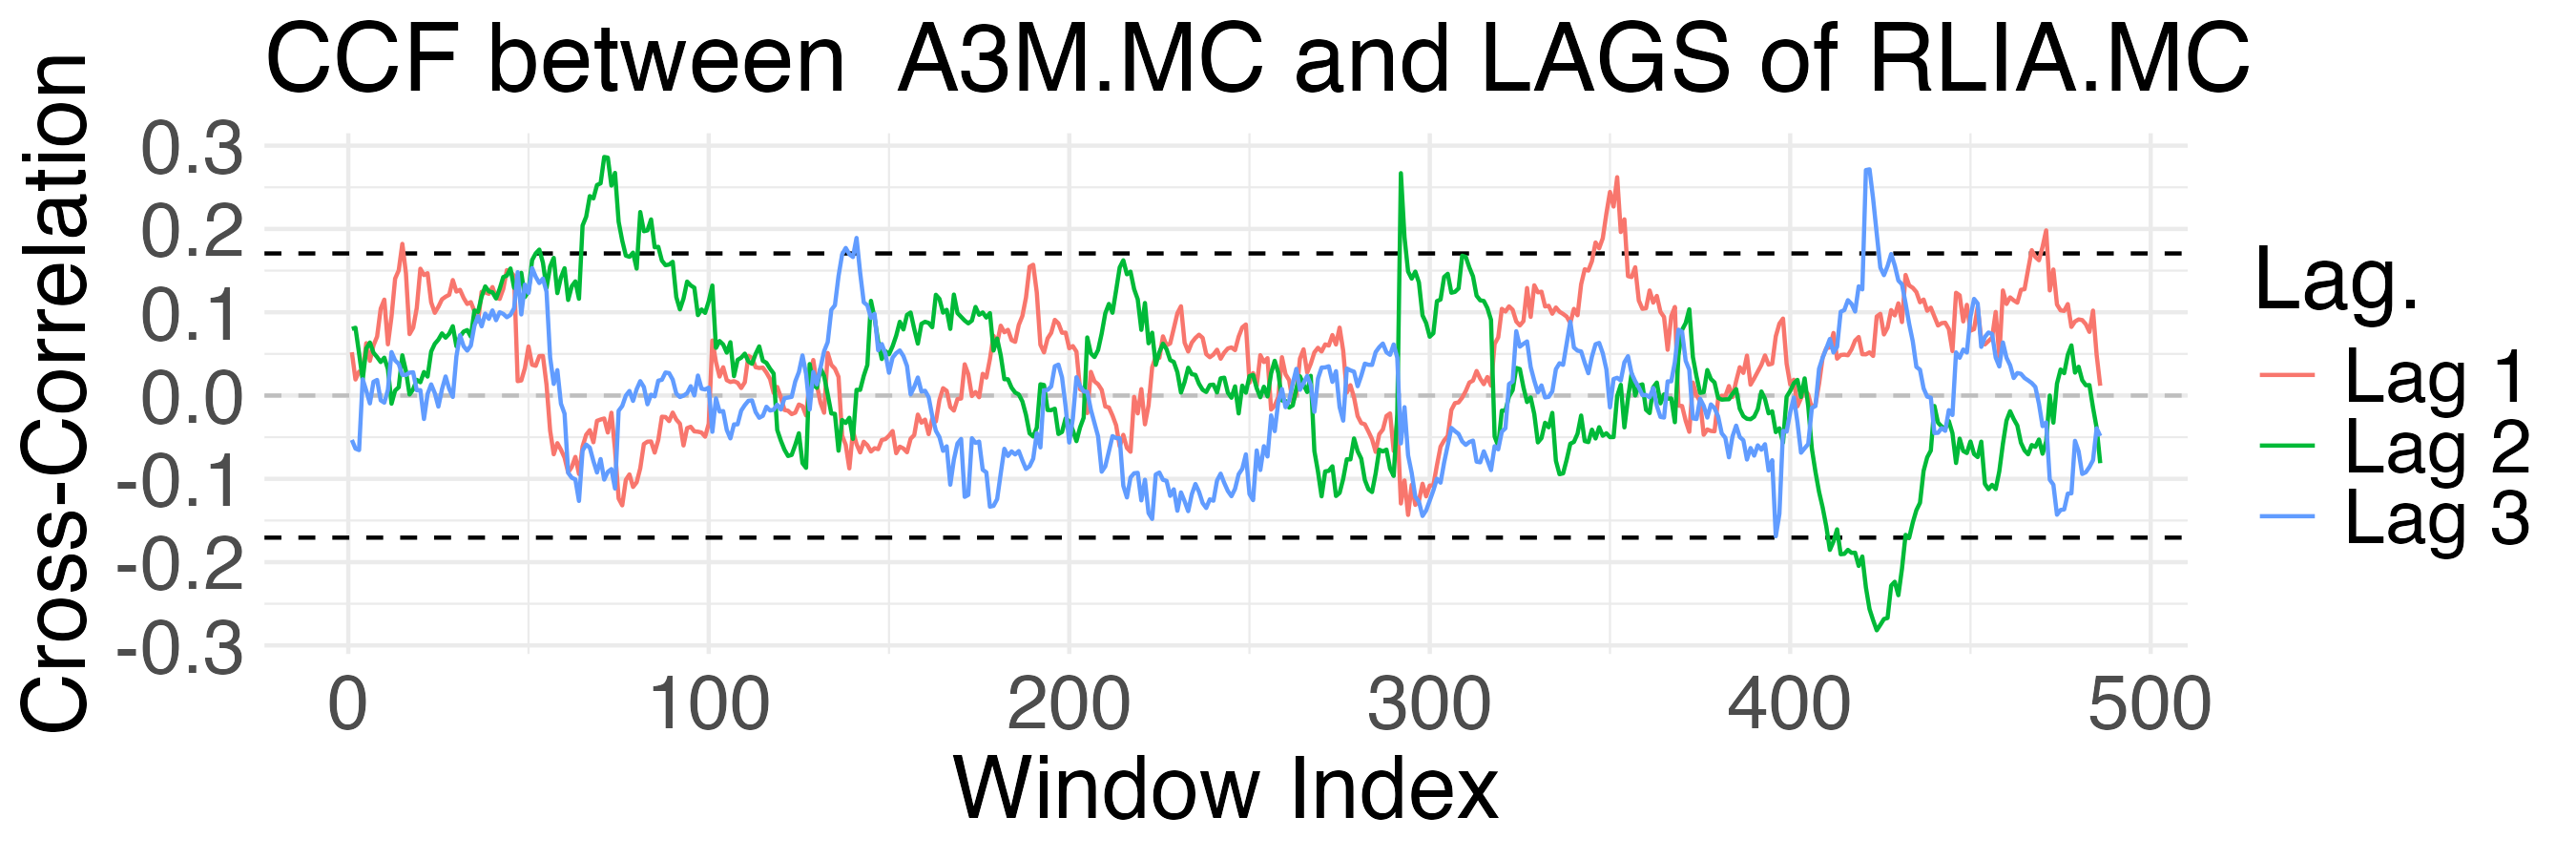 CCF between  A3M.MC and LAGS of RLIA.MC
Cross-Correlation
0.3
0.2
0.1
0.0
-0.1
-0.2
-0.3
0 100 200 300 400 500
Window Index
Lag.
Lag 1
Lag 2
Lag 3